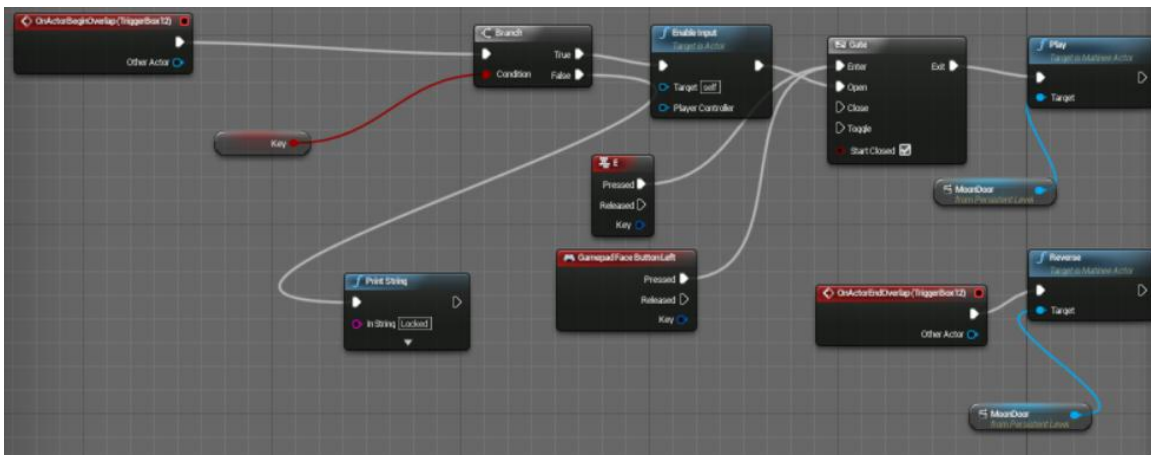 OnActorBeginOverlap (TriggerBox12)
Other Actor
Key
Branch
Condition
True
False
Enable Input
Target is Actor
Target self
Player Controller
Gate
Enter
Exit
Open
Close
Toggle
Start Closed
Play
Target is Matinee Actor
Target
MoonDoor
from Persistent Level
E
Pressed
Released
Key
Gamepad Face Button Left
Pressed
Released
Key
Print String
In String Locked
OnActorEndOverlap (TriggerBox12)
Other Actor
Reverse
Target is Matinee Actor
Target
MoonDoor
from Persistent Level